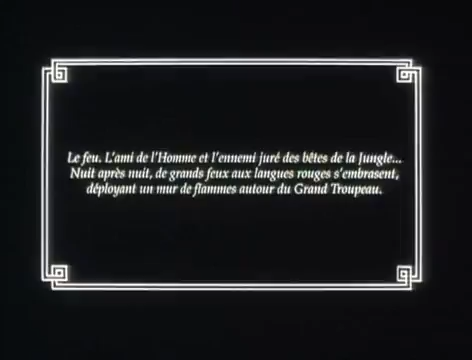 Le feu. L'ami de l'Homme et l'ennemi juré des bêtes de la Jungle...
Nuit après nuit, de grands feux aux langues rouges s'embrasent,
déployant un mur de flammes autour du Grand Troupeau.